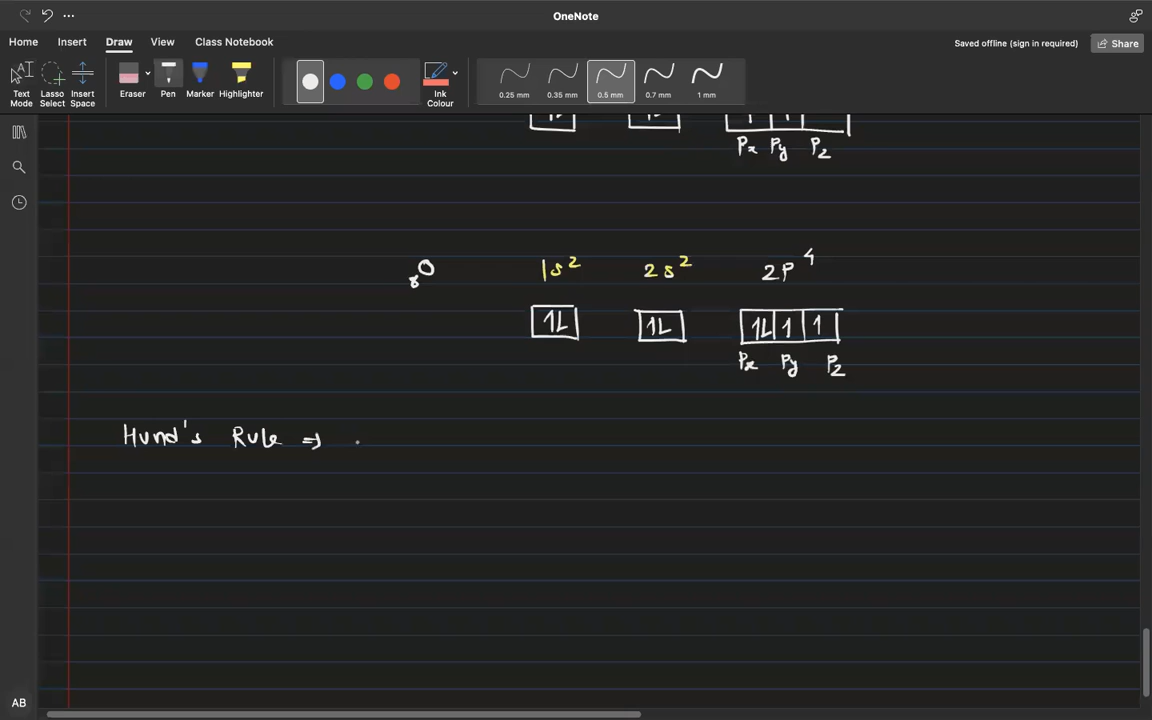 OneNote
Home Insert Draw View Class Notebook
Saved offline (sign in required) Share
Text Mode Lasso Select Insert Space Eraser Pen Marker Highlighter Ink Colour 0.25 mm 0.35 mm 0.5 mm 0.7 mm 1 mm
1 1
Px Py Pz
8O 1s² 2s² 2p⁴
1L 1L 1L 1 1
Px Py Pz
Hund's Rule ⇒
AB